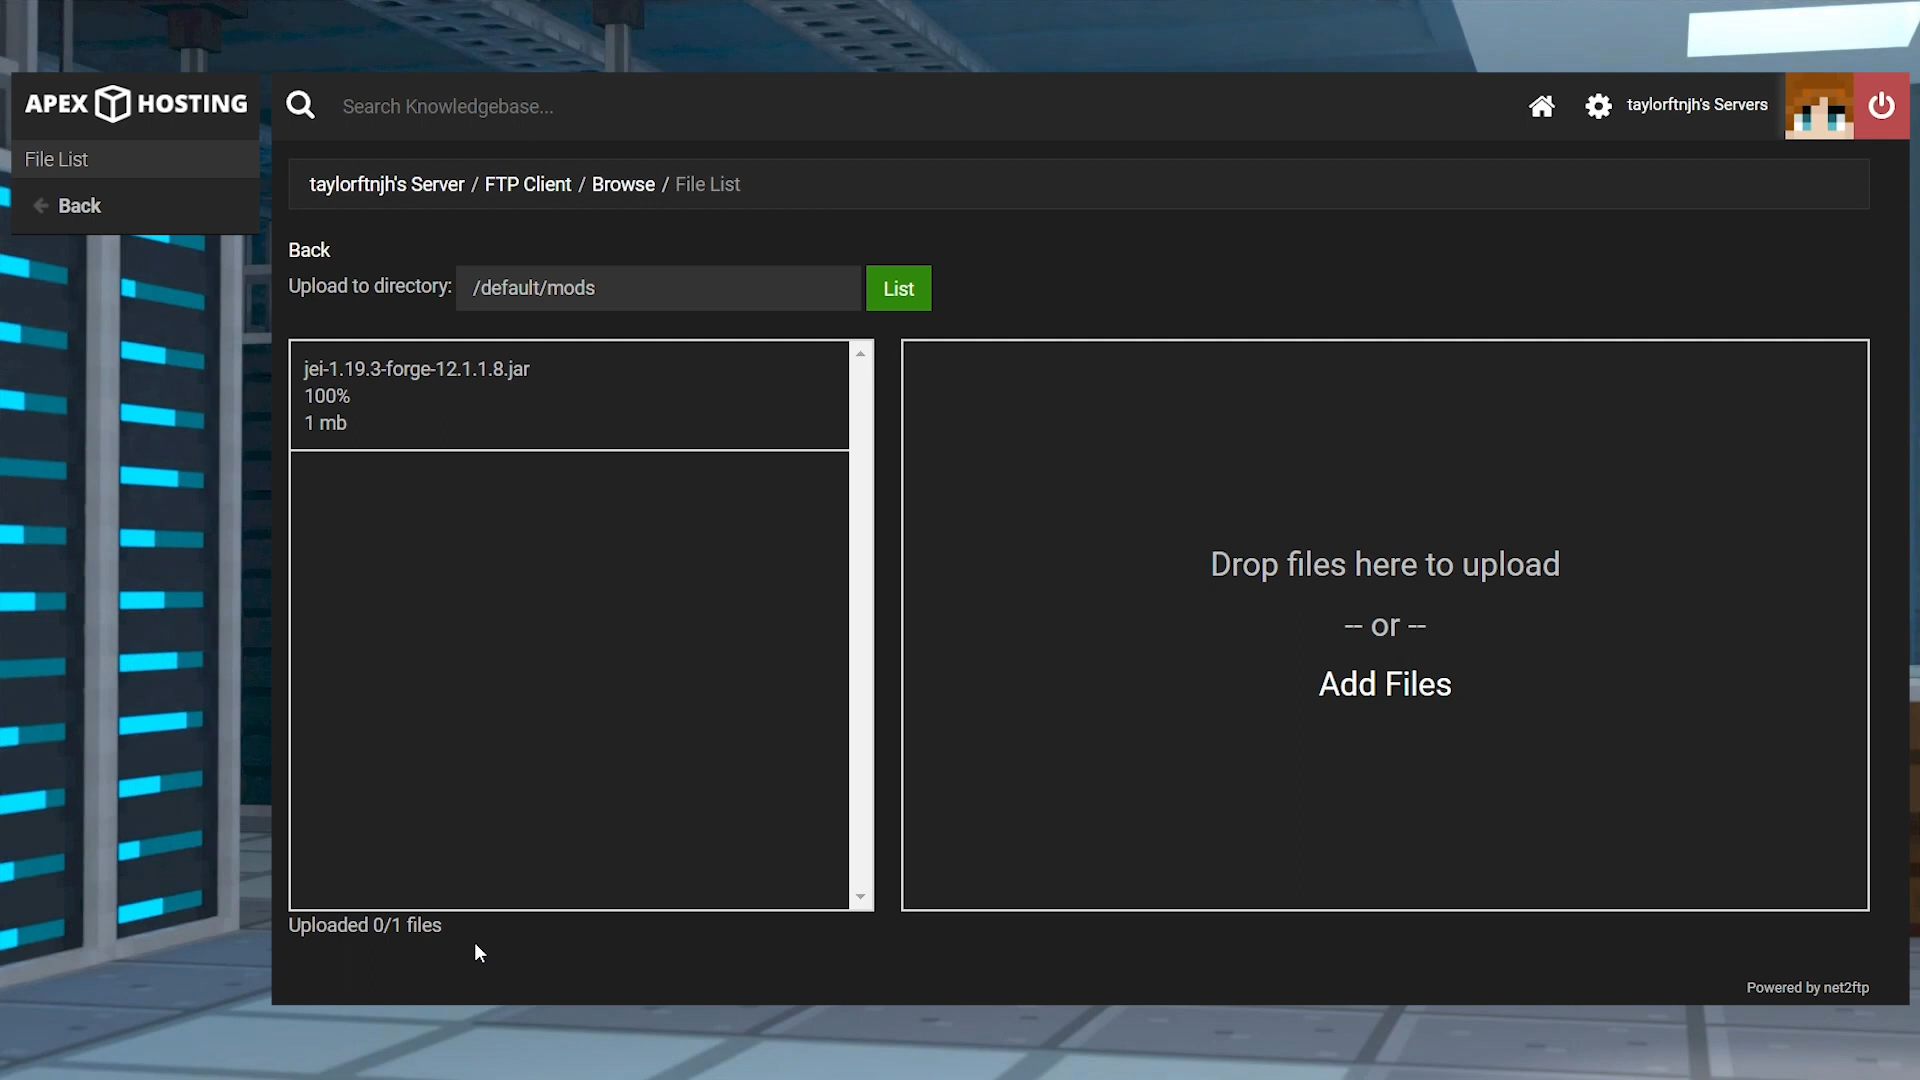 APEX HOSTING
Search Knowledgebase...
taylorftnjh's Servers
File List
Back
taylorftnjh's Server / FTP Client / Browse / File List
Back
Upload to directory: /default/mods List
jei-1.19.3-forge-12.1.1.8.jar
100%
1 mb
Drop files here to upload
-- or --
Add Files
Uploaded 0/1 files
Powered by net2ftp